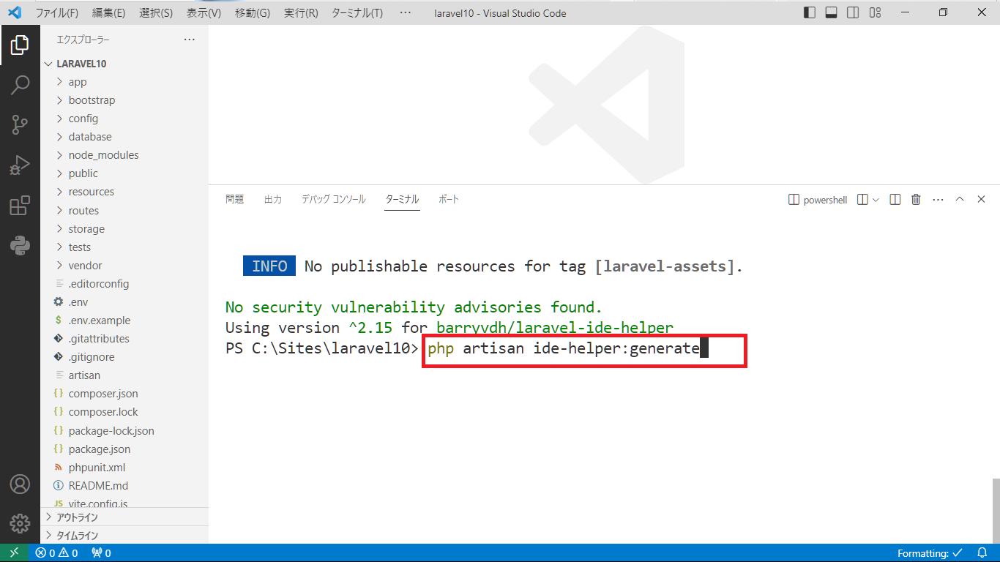 ファイル(F) 編集(E) 選択(S) 表示(V) 移動(G) 実行(R) ターミナル(T) ··· laravel10 - Visual Studio Code
エクスプローラー ···
LARAVEL10
app
bootstrap
config
database
node_modules
public
resources
routes
storage
tests
vendor
.editorconfig
.env
$ .env.example
.gitattributes
.gitignore
artisan
{} composer.json
{} composer.lock
{} package-lock.json
{} package.json
phpunit.xml
README.md
JS vite.config.js
アウトライン
タイムライン
問題 出力 デバッグ コンソール ターミナル ポート powershell ···
INFO No publishable resources for tag [laravel-assets].
No security vulnerability advisories found.
Using version ^2.15 for barryvdh/laravel-ide-helper
PS C:\Sites\laravel10> php artisan ide-helper:generate
0 0 0 Formatting: ✓